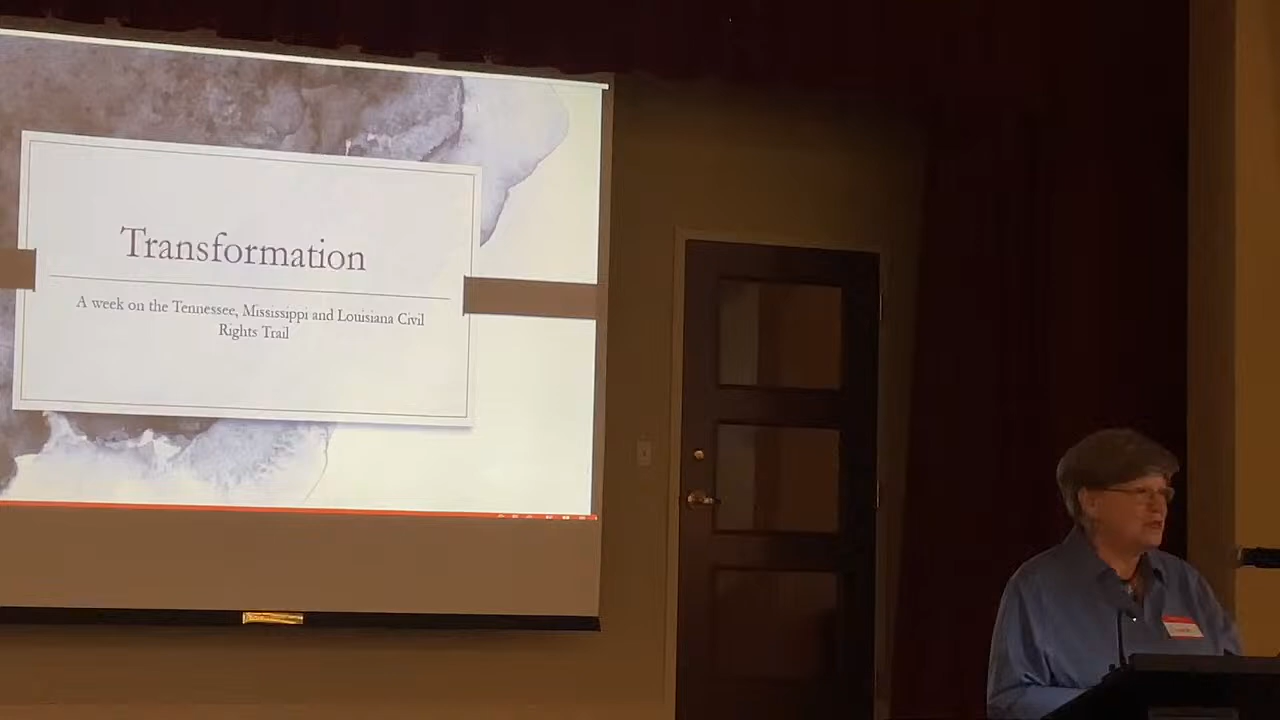 Transformation
A week on the Tennessee, Mississippi and Louisiana Civil
Rights Trail